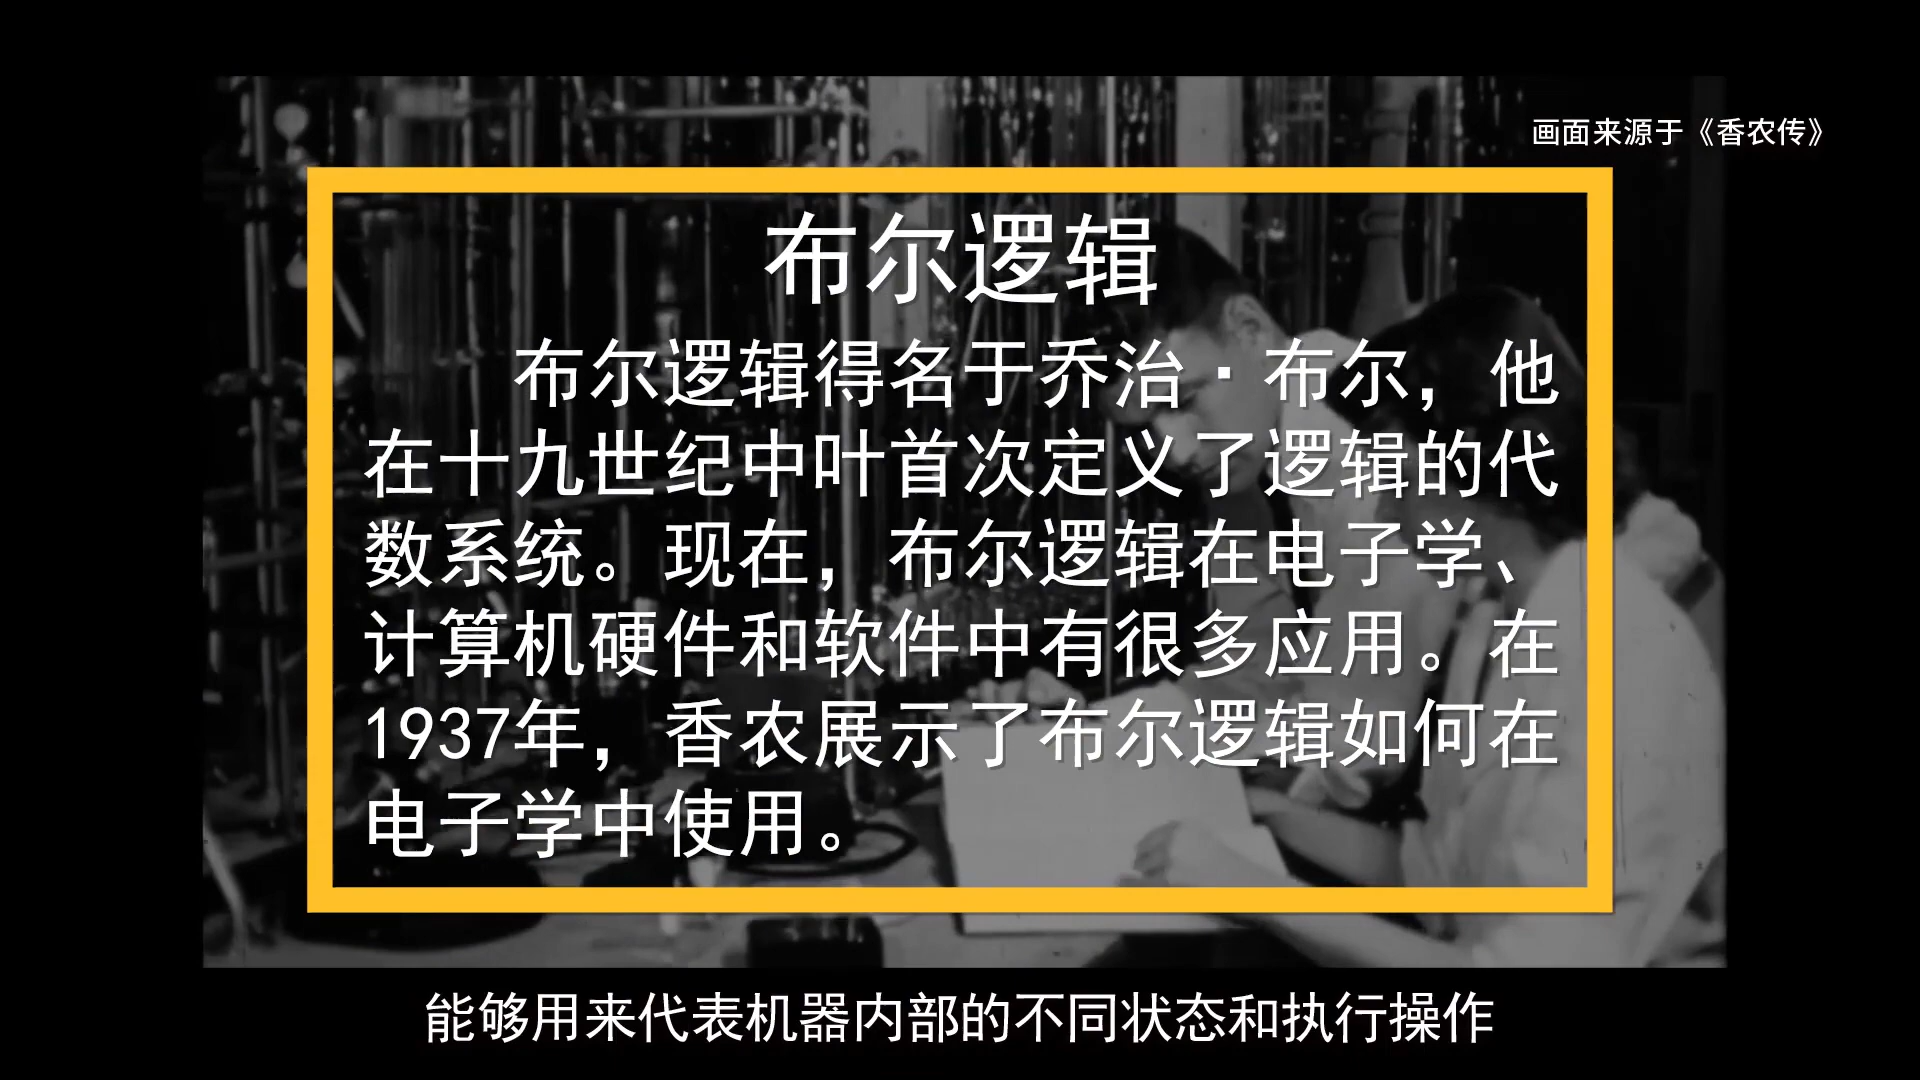 画面来源于《香农传》
布尔逻辑
布尔逻辑得名于乔治·布尔，他
在十九世纪中叶首次定义了逻辑的代
数系统。现在，布尔逻辑在电子学、
计算机硬件和软件中有很多应用。在
1937年，香农展示了布尔逻辑如何在
电子学中使用。
能够用来代表机器内部的不同状态和执行操作